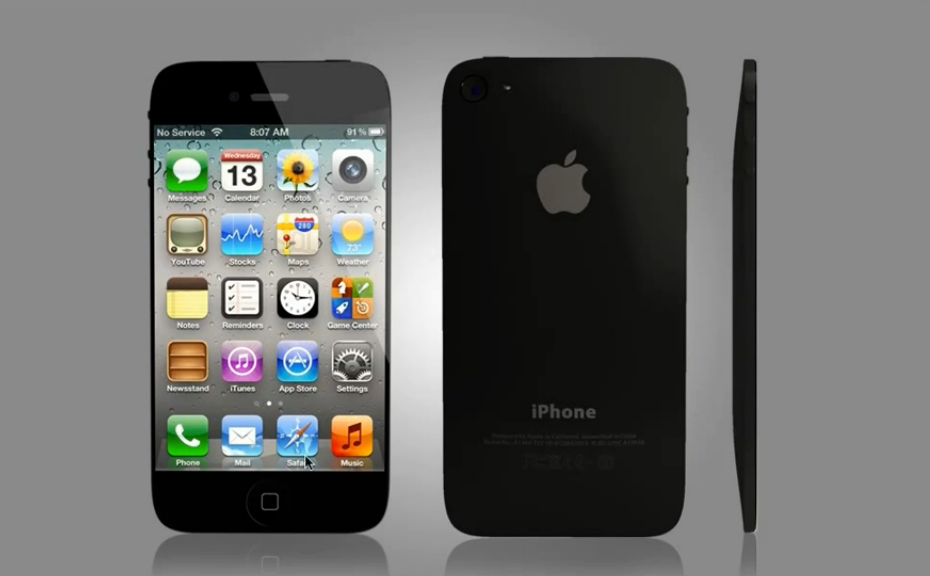 No Service 8:07 AM 91%
Wednesday
13
280
73°
Messages Calendar Photos Camera
YouTube Stocks Maps Weather
Notes Reminders Clock Game Center
Newsstand iTunes App Store Settings
Phone Mail Safari Music
iPhone